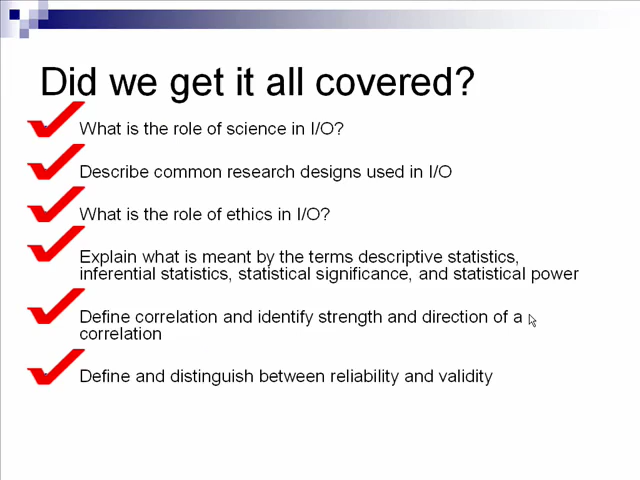 Did we get it all covered?
What is the role of science in I/O?
Describe common research designs used in I/O
What is the role of ethics in I/O?
Explain what is meant by the terms descriptive statistics,
inferential statistics, statistical significance, and statistical power
Define correlation and identify strength and direction of a
correlation
Define and distinguish between reliability and validity